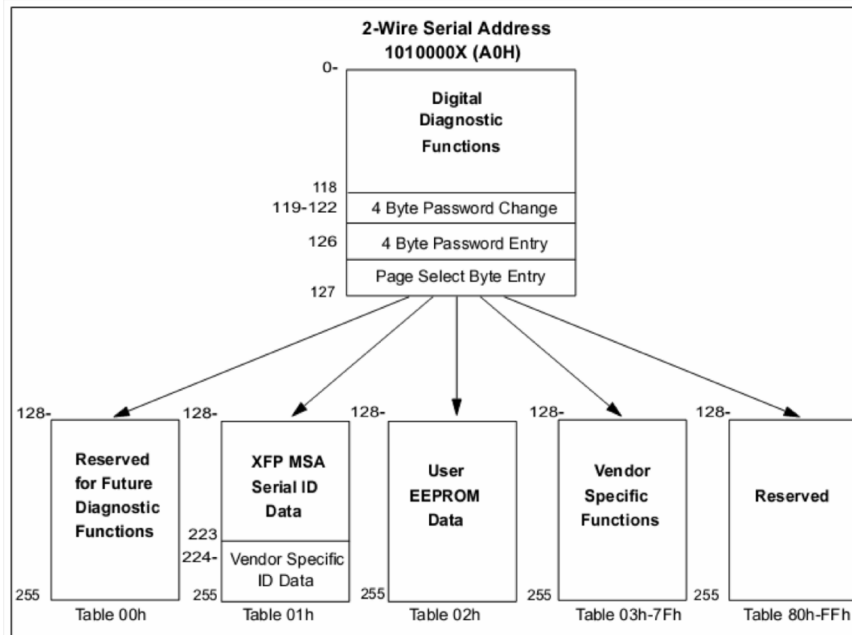 2-Wire Serial Address
1010000X (A0H)
0-
Digital
Diagnostic
Functions
118
119-122
4 Byte Password Change
126
4 Byte Password Entry
Page Select Byte Entry
127
128-
128-
128-
128-
128-
Reserved
for Future
Diagnostic
Functions
XFP MSA
Serial ID
Data
User
EEPROM
Data
Vendor
Specific
Functions
Reserved
223
224-
Vendor Specific
ID Data
255
255
255
255
255
Table 00h
Table 01h
Table 02h
Table 03h-7Fh
Table 80h-FFh